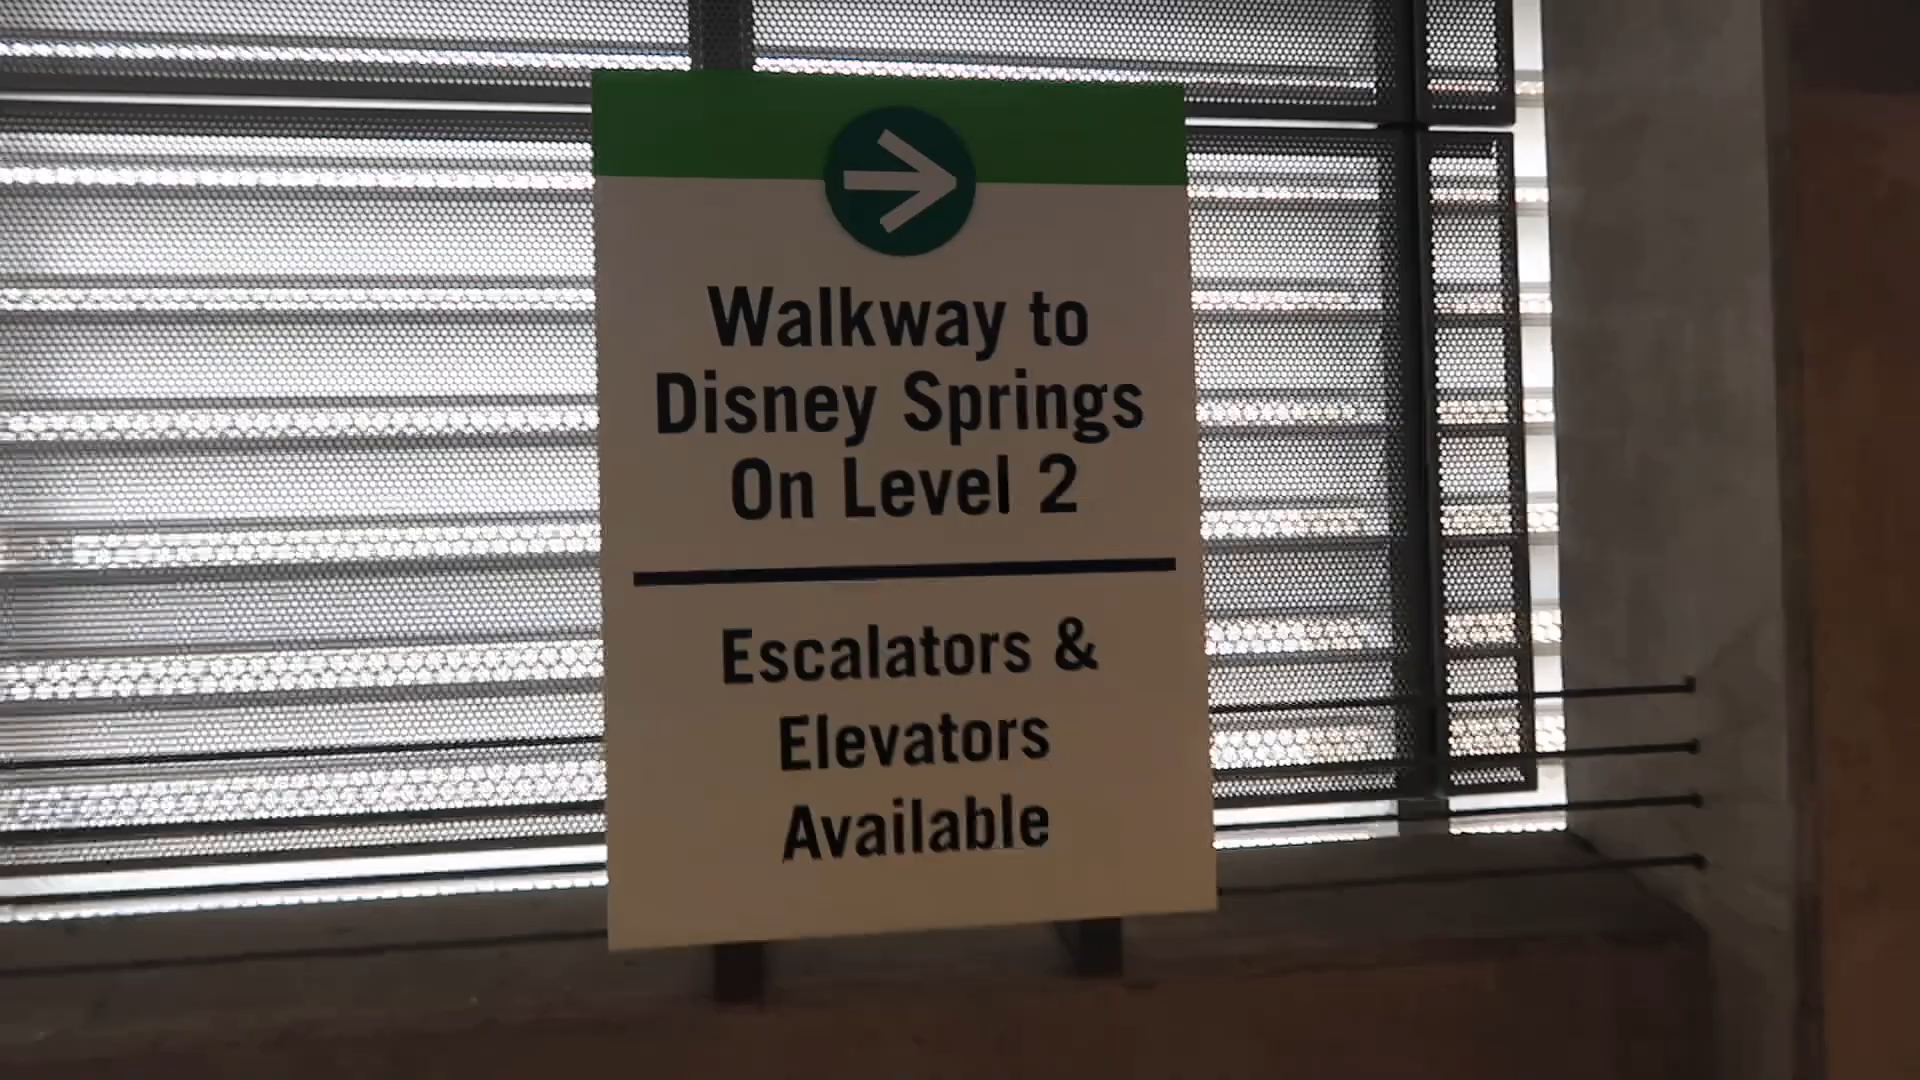 Walkway to
Disney Springs
On Level 2
Escalators &
Elevators
Available